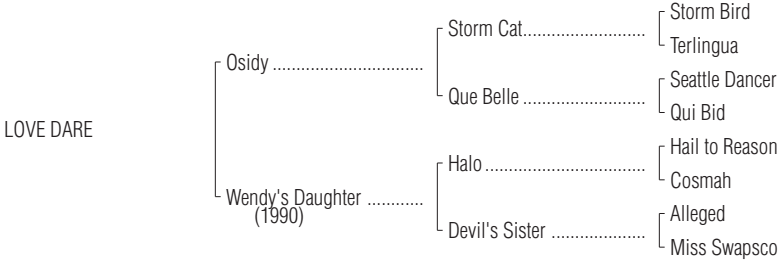 Storm Bird
Storm Cat..........................
Terlingua
Osidy ................................
Seattle Dancer
Que Belle ..........................
Qui Bid
LOVE DARE
Hail to Reason
Halo..................................
Cosmah
Wendy's Daughter ............
(1990)
Alleged
Devil's Sister ....................
Miss Swapsco